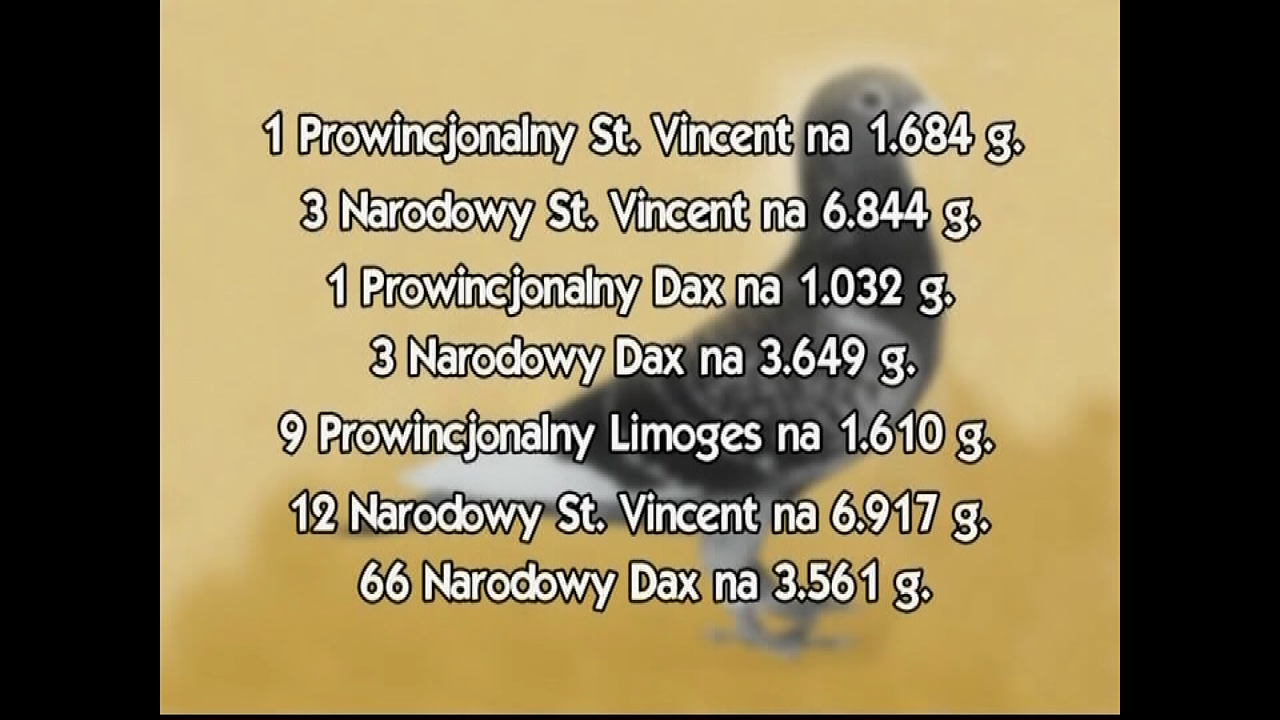 1 Prowincjonalny St. Vincent na 1.684 g.
3 Narodowy St. Vincent na 6.844 g.
1 Prowincjonalny Dax na 1.032 g.
3 Narodowy Dax na 3.649 g.
9 Prowincjonalny Limoges na 1.610 g.
12 Narodowy St. Vincent na 6.917 g.
66 Narodowy Dax na 3.561 g.